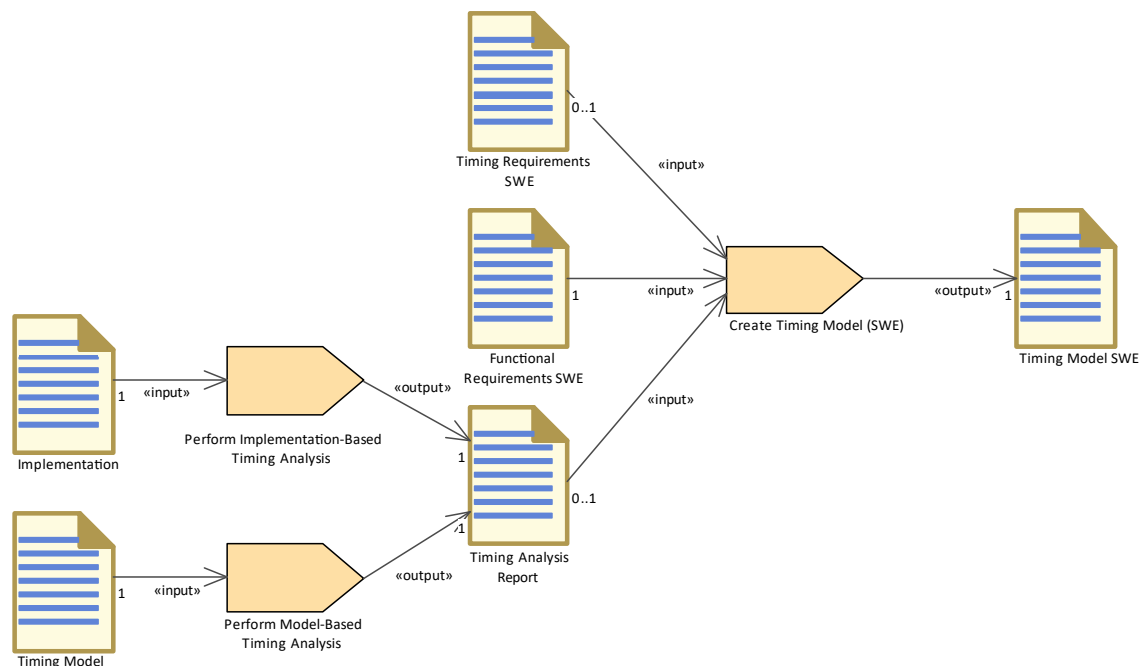 0..1
Timing Requirements
SWE
«input»
1
«input»
Functional
Requirements SWE
Create Timing Model (SWE)
«output»
1
Timing Model SWE
1
«input»
Implementation
Perform Implementation-Based
Timing Analysis
«output»
1
«input»
0..1
1
Timing Analysis
Report
«output»
1
«input»
Perform Model-Based
Timing Analysis
Timing Model